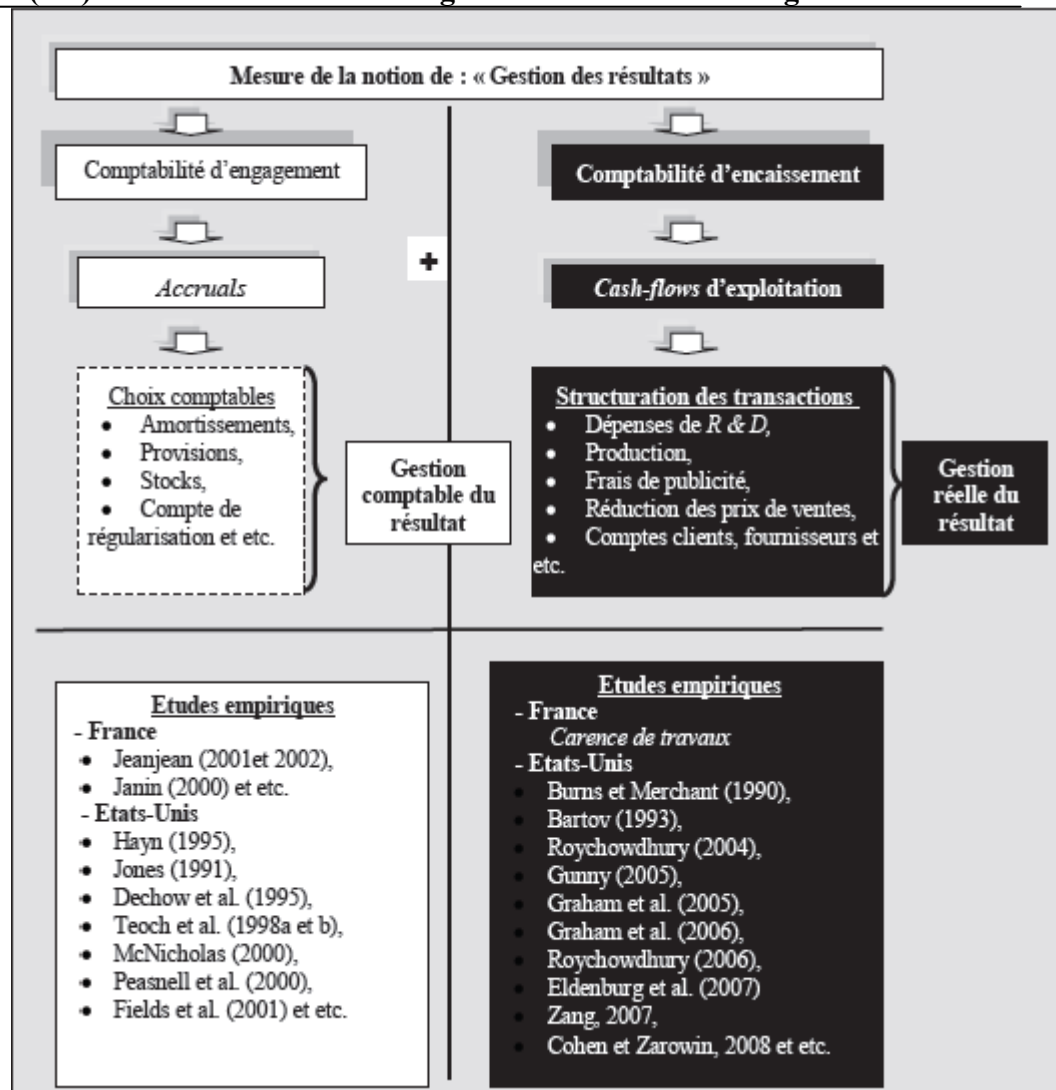 Mesure de la notion de : « Gestion des résultats »
Comptabilité d'engagement
Accruals
Choix comptables
• Amortissements,
• Provisions,
• Stocks,
• Compte de
régularisation et etc.
Gestion
comptable du
résultat
+
Comptabilité d'encaissement
Cash-flows d'exploitation
Structuration des transactions
• Dépenses de R & D,
• Production,
• Frais de publicité,
• Réduction des prix de ventes,
• Comptes clients, fournisseurs et
etc.
Gestion
réelle du
résultat
Etudes empiriques
- France
• Jeanjean (2001et 2002),
• Janin (2000) et etc.
- Etats-Unis
• Hayn (1995),
• Jones (1991),
• Dechow et al. (1995),
• Teoch et al. (1998a et b),
• McNicholas (2000),
• Peasnell et al. (2000),
• Fields et al. (2001) et etc.
Etudes empiriques
- France
Carence de travaux
- Etats-Unis
• Burns et Merchant (1990),
• Bartov (1993),
• Roychowdhury (2004),
• Gunny (2005),
• Graham et al. (2005),
• Graham et al. (2006),
• Roychowdhury (2006),
• Eldenburg et al. (2007)
• Zang, 2007,
• Cohen et Zarowin, 2008 et etc.